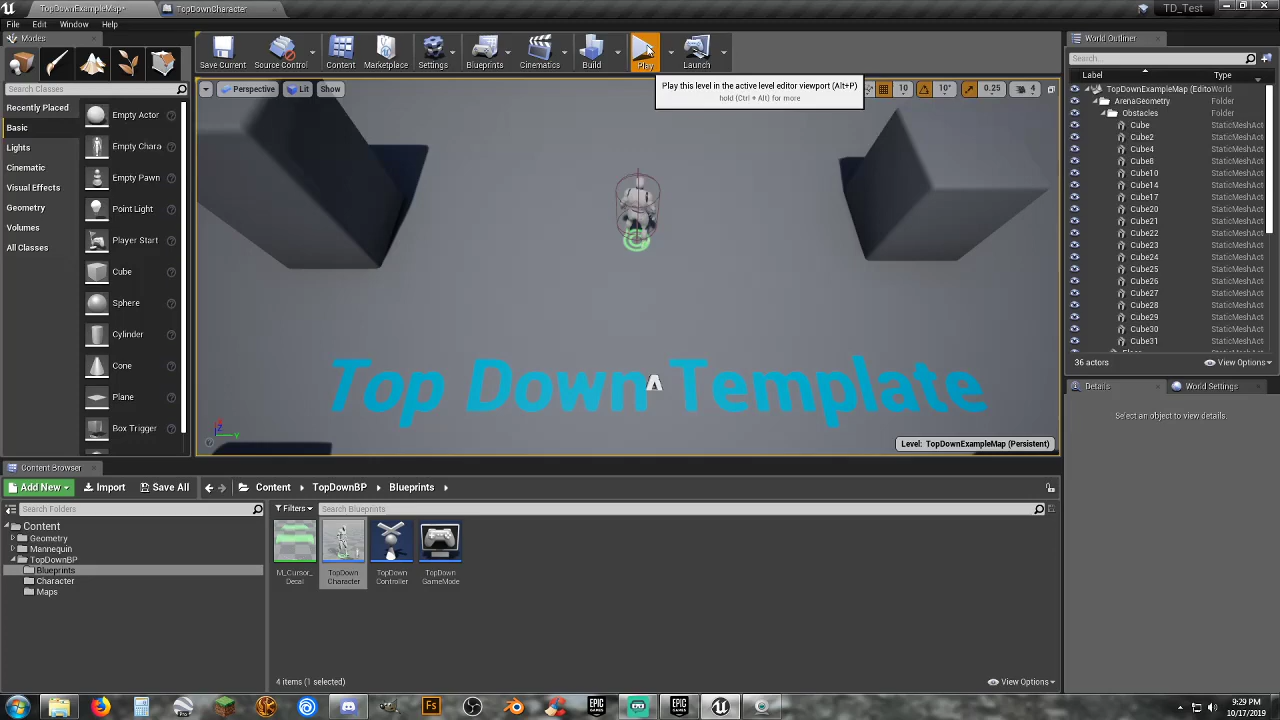 TopDownExampleMap*
TopDownCharacter
TD_Test
File
Edit
Window
Help
Modes
Save Current
Source Control
Content
Marketplace
Settings
Blueprints
Cinematics
Build
Play
Launch
Play this level in the active level editor viewport (Alt+P)
hold (Ctrl + Alt) for more
Search Classes
Recently Placed
Basic
Lights
Cinematic
Visual Effects
Geometry
Volumes
All Classes
Empty Actor
Empty Chara
Empty Pawn
Point Light
Player Start
Cube
Sphere
Cylinder
Cone
Plane
Box Trigger
Perspective
Lit
Show
10
10°
0.25
4
Top Down Template
Level: TopDownExampleMap (Persistent)
World Outliner
Search...
Label
Type
TopDownExampleMap (Edito World
ArenaGeometry Folder
Obstacles Folder
Cube StaticMeshAct
Cube2 StaticMeshAct
Cube4 StaticMeshAct
Cube8 StaticMeshAct
Cube10 StaticMeshAct
Cube14 StaticMeshAct
Cube17 StaticMeshAct
Cube20 StaticMeshAct
Cube21 StaticMeshAct
Cube22 StaticMeshAct
Cube23 StaticMeshAct
Cube24 StaticMeshAct
Cube25 StaticMeshAct
Cube26 StaticMeshAct
Cube27 StaticMeshAct
Cube28 StaticMeshAct
Cube29 StaticMeshAct
Cube30 StaticMeshAct
Cube31 StaticMeshAct
36 actors
View Options
Details
World Settings
Select an object to view details.
Content Browser
Add New
Import
Save All
Content
TopDownBP
Blueprints
Search Folders
Filters
Search Blueprints
Content
Geometry
Mannequin
TopDownBP
Blueprints
Character
Maps
M_Cursor_
Decal
TopDown
Character
TopDown
Controller
TopDown
GameMode
4 items (1 selected)
View Options
9:29 PM
10/17/2019